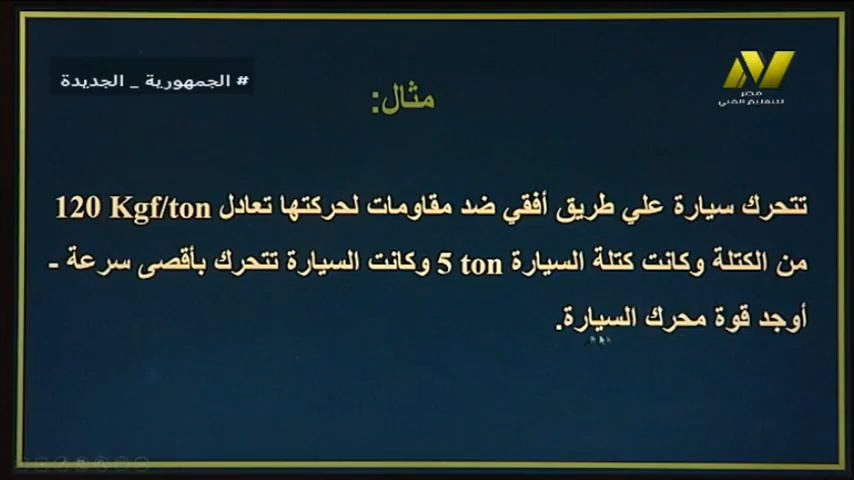 # الجمهورية _ الجديدة
مصر
للتعليم الفني
مثال:
تتحرك سيارة علي طريق أفقي ضد مقاومات لحركتها تعادل 120 Kgf/ton
من الكتلة وكانت كتلة السيارة 5 ton وكانت السيارة تتحرك بأقصى سرعة -
أوجد قوة محرك السيارة.